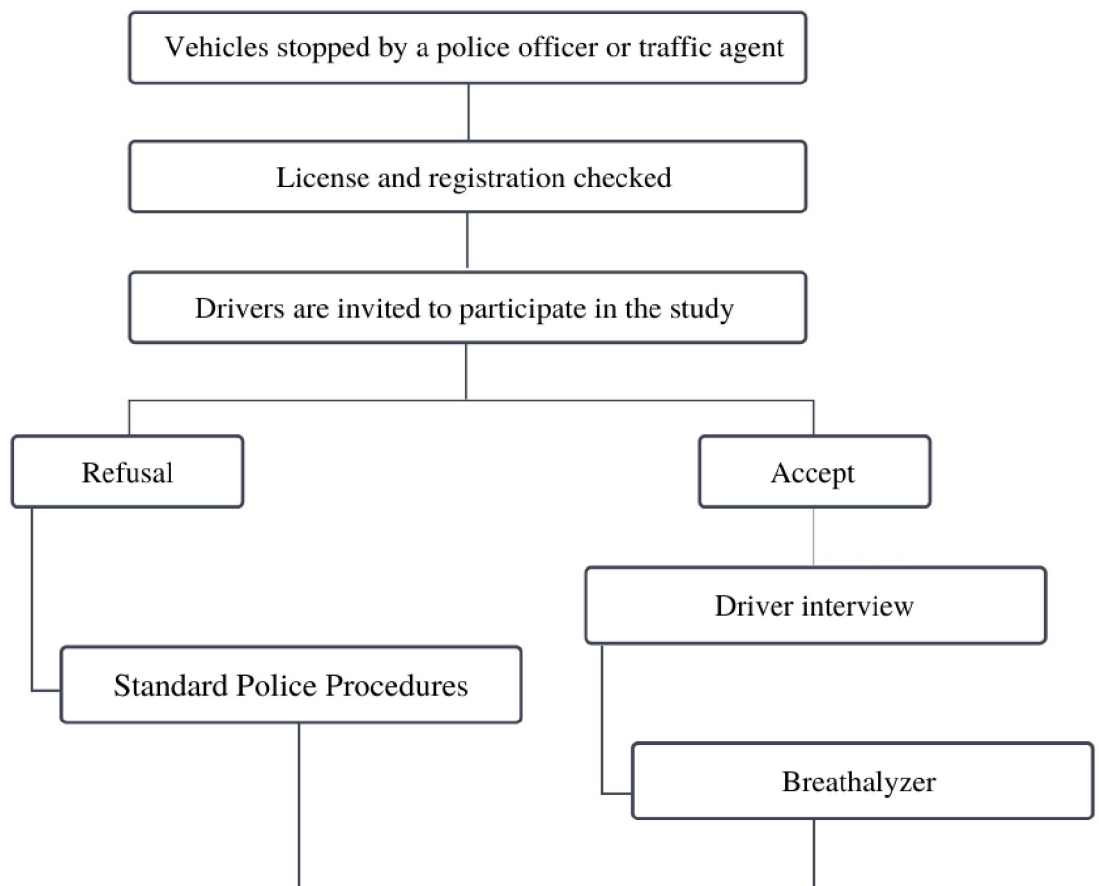 Vehicles stopped by a police officer or traffic agent
License and registration checked
Drivers are invited to participate in the study
Refusal
Accept
Driver interview
Standard Police Procedures
Breathalyzer